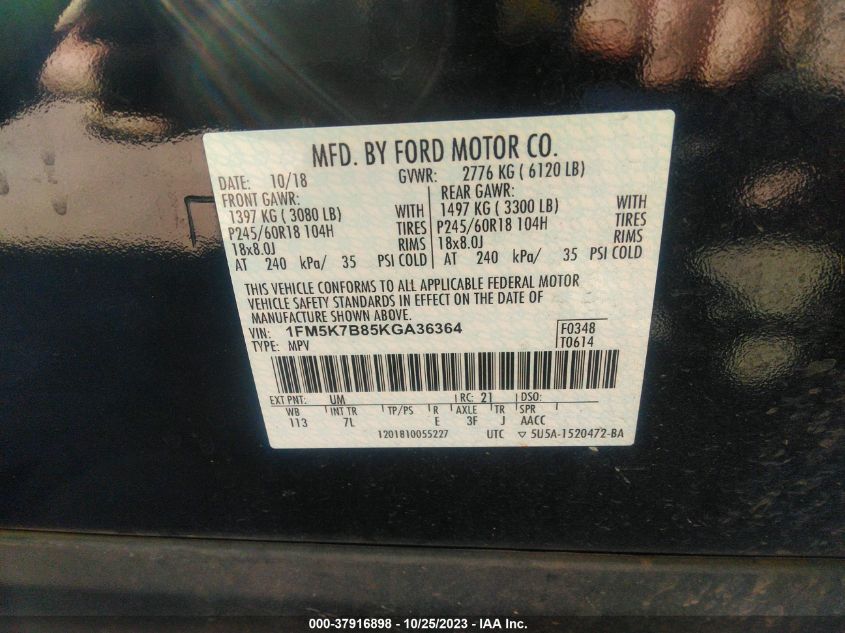 MFD. BY FORD MOTOR CO.
DATE: 10/18 GVWR: 2776 KG ( 6120 LB)
FRONT GAWR: REAR GAWR:
1397 KG ( 3080 LB) WITH 1497 KG ( 3300 LB) WITH
P245/60R18 104H TIRES P245/60R18 104H TIRES
18x8.0J RIMS 18x8.0J RIMS
AT 240 kPa/ 35 PSI COLD AT 240 kPa/ 35 PSI COLD
THIS VEHICLE CONFORMS TO ALL APPLICABLE FEDERAL MOTOR
VEHICLE SAFETY STANDARDS IN EFFECT ON THE DATE OF
MANUFACTURE SHOWN ABOVE.
VIN: 1FM5K7B85KGA36364 F0348
TYPE: MPV T0614
EXT PNT: UM RC: 21 DSO:
WB INT TR TP/PS R AXLE TR SPR
113 7L E 3F J AACC
1201810055227 UTC ▽ 5U5A-1520472-BA
000-37916898 - 10/25/2023 - IAA Inc.